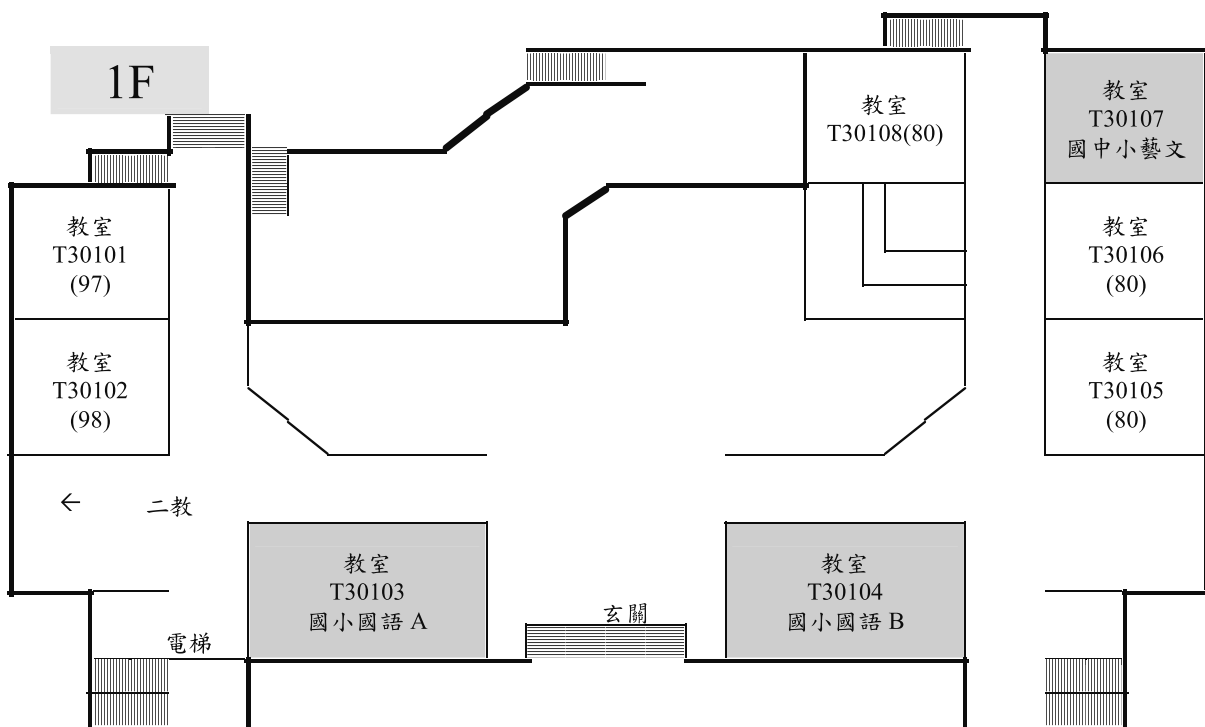 1F
教室
T30108(80)
教室
T30107
國中小藝文
教室
T30101
(97)
教室
T30106
(80)
教室
T30102
(98)
教室
T30105
(80)
← 二教
教室
T30103
國小國語 A
教室
T30104
國小國語 B
玄關
電梯